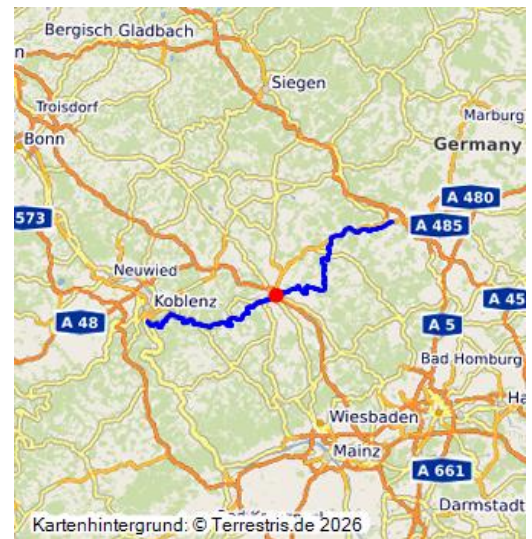 Bergisch Gladbach
Siegen
Troisdorf
Marburg
Bonn
Germany
A 480
573
A 485
Neuwied
Koblenz
A 45
A 48
A 5
Bad Homburg
Ha
Wiesbaden
Mainz
A 661
Darmstadt
Kartenhintergrund: © Terrestris.de 2026